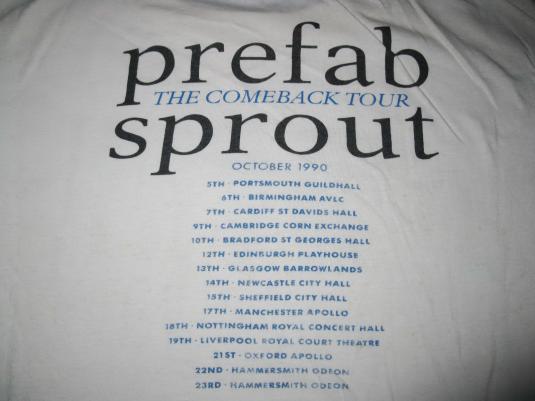 prefab
THE COMEBACK TOUR
sprout
OCTOBER 1990
5TH · PORTSMOUTH GUILDHALL
6TH · BIRMINGHAM AVLC
7TH · CARDIFF ST DAVIDS HALL
9TH · CAMBRIDGE CORN EXCHANGE
10TH · BRADFORD ST GEORGES HALL
12TH · EDINBURGH PLAYHOUSE
13TH · GLASGOW BARROWLANDS
14TH · NEWCASTLE CITY HALL
15TH · SHEFFIELD CITY HALL
17TH · MANCHESTER APOLLO
18TH · NOTTINGHAM ROYAL CONCERT HALL
19TH · LIVERPOOL ROYAL COURT THEATRE
21ST · OXFORD APOLLO
22ND · HAMMERSMITH ODEON
23RD · HAMMERSMITH ODEON